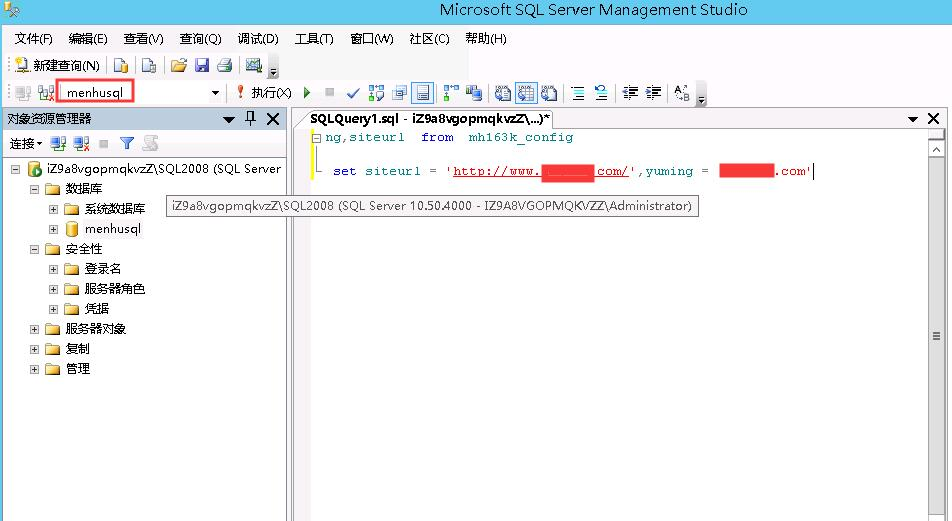 Microsoft SQL Server Management Studio
文件(F) 编辑(E) 查看(V) 查询(Q) 调试(D) 工具(T) 窗口(W) 社区(C) 帮助(H)
新建查询(N)
menhusql 执行(X)
对象资源管理器
SQLQuery1.sql - iZ9a8vgopmqkvzZ\...)*
连接
ng,siteurl from mh163k_config
set siteurl = 'http://www. com/',yuming = .com'
iZ9a8vgopmqkvzZ\SQL2008 (SQL Server
数据库
系统数据库
iZ9a8vgopmqkvzZ\SQL2008 (SQL Server 10.50.4000 - IZ9A8VGOPMQKVZZ\Administrator)
menhusql
安全性
登录名
服务器角色
凭据
服务器对象
复制
管理